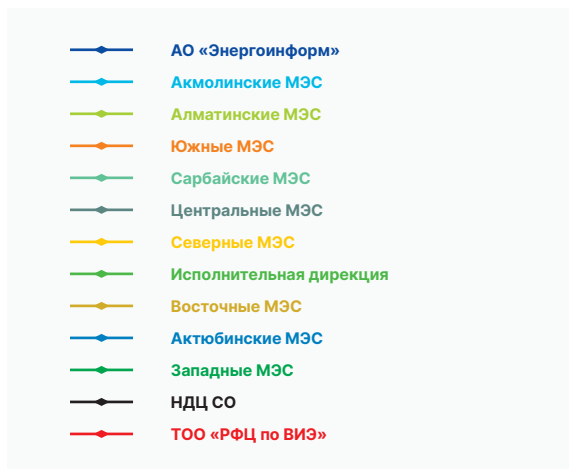 АО «Энергоинформ»
Акмолинские МЭС
Алматинские МЭС
Южные МЭС
Сарбайские МЭС
Центральные МЭС
Северные МЭС
Исполнительная дирекция
Восточные МЭС
Актюбинские МЭС
Западные МЭС
НДЦ СО
ТОО «РФЦ по ВИЭ»